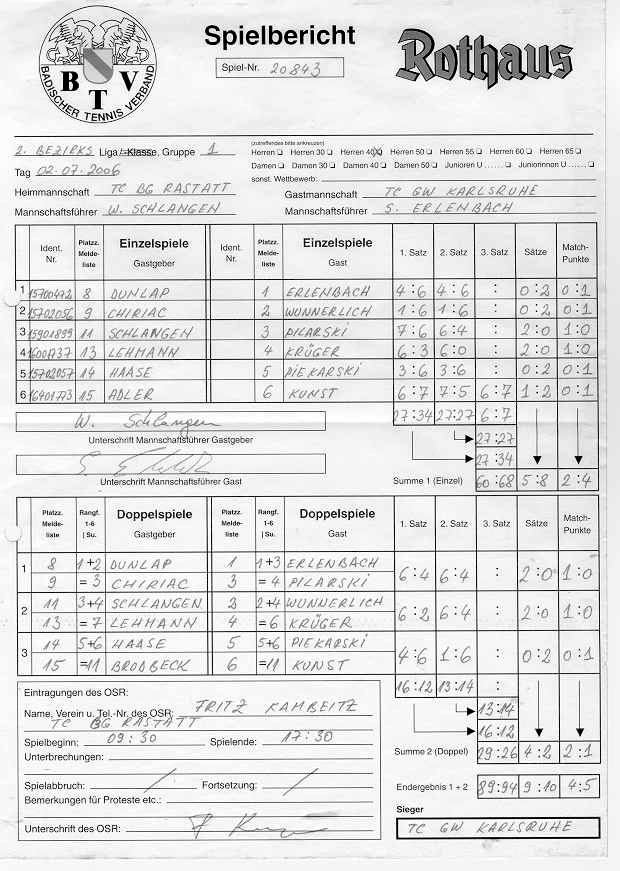 BADISCHER TENNIS VERBAND
BTV
Spielbericht
Spiel-Nr. 20843
Rothaus
(zutreffendes bitte ankreuzen)
2. BEZIRKS Liga / Klasse, Gruppe 1
Herren Herren 30 Herren 40 Herren 50 Herren 55 Herren 60 Herren 65
Tag 02.07.2006
Damen Damen 30 Damen 40 Damen 50 Junioren U ...... Juniorinnen U ......
sonst. Wettbewerb:
Heimmannschaft TC BG RASTATT
Gastmannschaft TC GW KARLSRUHE
Mannschaftsführer W. SCHLANGEN
Mannschaftsführer S. ERLENBACH
Ident. Nr. Platzz. Melde-liste Einzelspiele Gastgeber Ident. Nr. Platzz. Melde-liste Einzelspiele Gast 1. Satz 2. Satz 3. Satz Sätze Match-Punkte
1 15700472 8 DUNLAP 1 ERLENBACH 4:6 4:6 : 0:2 0:1
2 15702056 9 CHIRIAC 2 WUNNERLICH 1:6 1:6 : 0:2 0:1
3 15901899 11 SCHLANGEN 3 PILARSKI 7:6 6:4 : 2:0 1:0
4 16001737 13 LEHMANN 4 KRÜGER 6:3 6:0 : 2:0 1:0
5 15702057 14 HAASE 5 PIEKARSKI 3:6 3:6 : 0:2 0:1
6 16401773 15 ADLER 6 KUNST 6:7 7:5 6:7 1:2 0:1
W. Schlangen
27:34 27:27 6:7
Unterschrift Mannschaftsführer Gastgeber
27:27
27:34
Unterschrift Mannschaftsführer Gast
Summe 1 (Einzel) 60:68 5:8 2:4
Platzz. Melde-liste Rangf. 1-6 | Su. Doppelspiele Gastgeber Platzz. Melde-liste Rangf. 1-6 | Su. Doppelspiele Gast 1. Satz 2. Satz 3. Satz Sätze Match-Punkte
1 8 1+2 DUNLAP 1 1+3 ERLENBACH 6:4 6:4 : 2:0 1:0
9 =3 CHIRIAC 3 =4 PILARSKI
2 11 3+4 SCHLANGEN 2 2+4 WUNNERLICH 6:2 6:4 : 2:0 1:0
13 =7 LEHMANN 4 =6 KRÜGER
3 14 5+6 HAASE 5 5+6 PIEKARSKI 4:6 1:6 : 0:2 0:1
15 =11 BRODBECK 6 =11 KUNST
16:12 13:14 :
Eintragungen des OSR:
Name, Verein u. Tel.-Nr. des OSR: FRITZ KAMBEITZ
TC BG RASTATT
13:14
16:12
Spielbeginn: 09:30 Spielende: 17:30
Summe 2 (Doppel) 29:26 4:2 2:1
Unterbrechungen:
Spielabbruch: / Fortsetzung: /
Endergebnis 1 + 2 89:94 9:10 4:5
Bemerkungen für Proteste etc.:
Sieger
Unterschrift des OSR:
TC GW KARLSRUHE